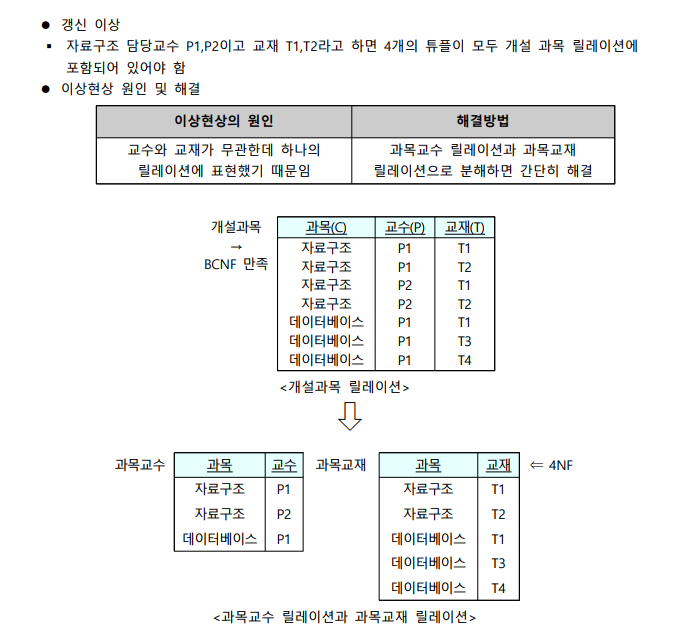 ● 갱신 이상
▪ 자료구조 담당교수 P1,P2이고 교재 T1,T2라고 하면 4개의 튜플이 모두 개설 과목 릴레이션에
포함되어 있어야 함
● 이상현상 원인 및 해결
이상현상의 원인 해결방법
교수와 교재가 무관한데 하나의 과목교수 릴레이션과 과목교재
릴레이션에 표현했기 때문임 릴레이션으로 분해하면 간단히 해결
개설과목
→
BCNF 만족
과목(C) 교수(P) 교재(T)
자료구조 P1 T1
자료구조 P1 T2
자료구조 P2 T1
자료구조 P2 T2
데이터베이스 P1 T1
데이터베이스 P1 T3
데이터베이스 P1 T4
<개설과목 릴레이션>
과목교수
과목 교수
자료구조 P1
자료구조 P2
데이터베이스 P1
과목교재
과목 교재
자료구조 T1
자료구조 T2
데이터베이스 T1
데이터베이스 T3
데이터베이스 T4
⇐ 4NF
<과목교수 릴레이션과 과목교재 릴레이션>